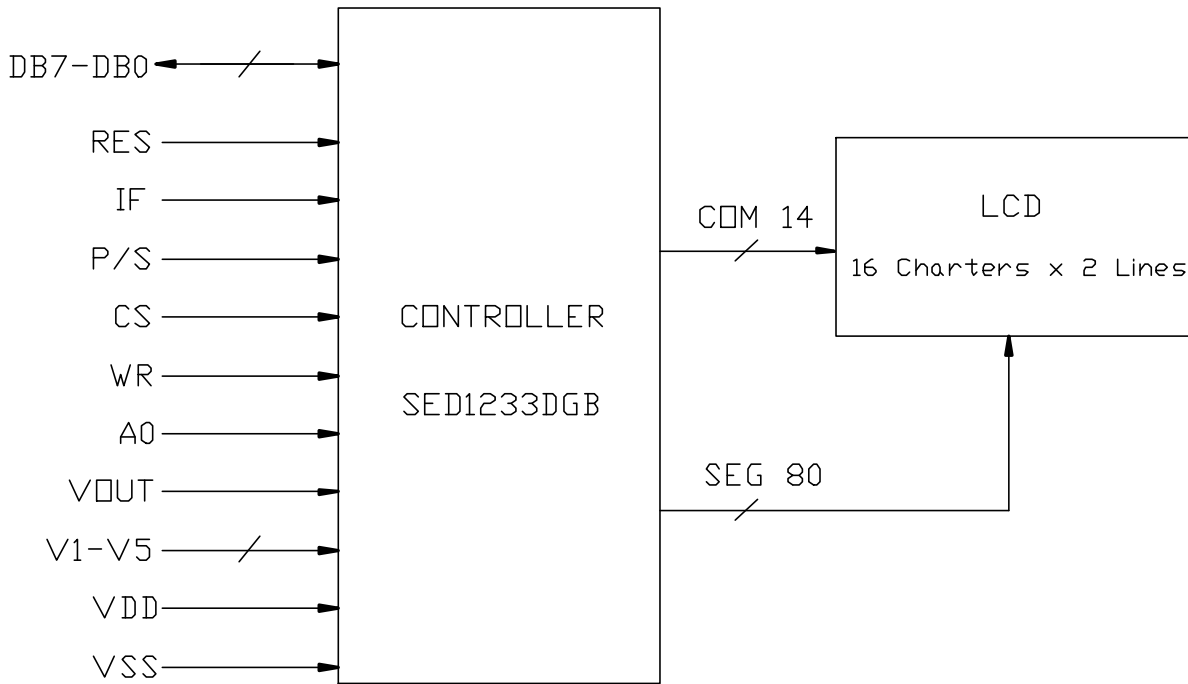 DB7-DB0
RES
IF
P/S
CS
WR
A0
VOUT
V1-V5
VDD
VSS
CONTROLLER
SED1233DGB
COM 14
SEG 80
LCD
16 Charters x 2 Lines